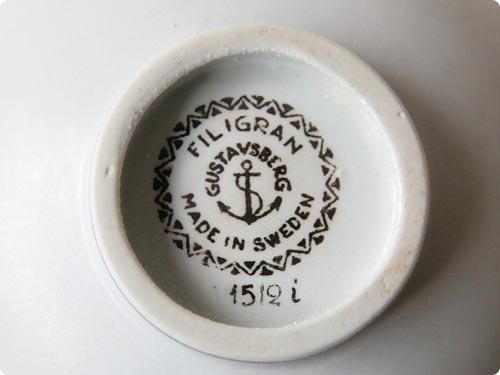 FILIGRAN
GUSTAVSBERG
MADE IN SWEDEN
1512 i